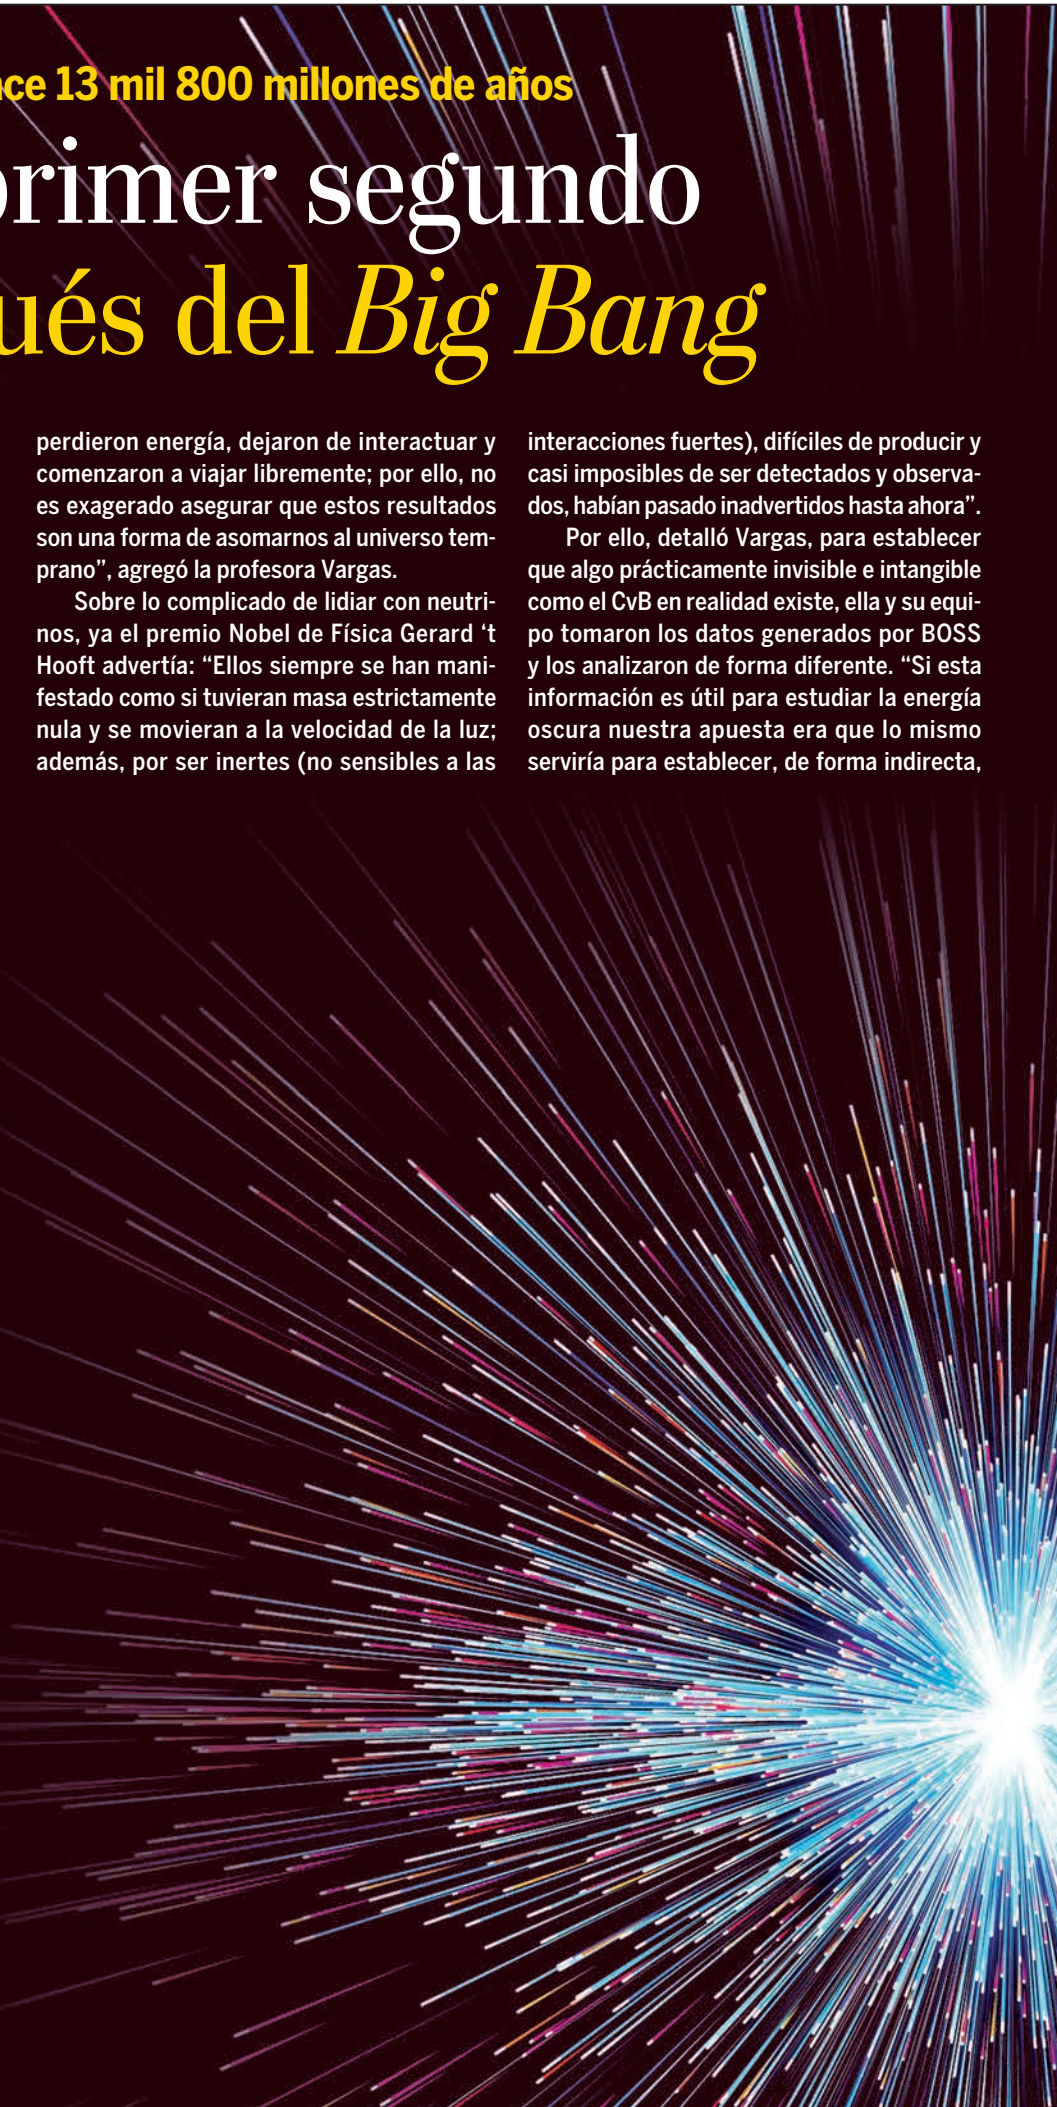 13 mil 800 millones de años
segundo
del Big Bang
perdieron energía, dejaron de interactuar y
comenzaron a viajar libremente; por ello, no
es exagerado asegurar que estos resultados
son una forma de asomarnos al universo tem-
prano”, agregó la profesora Vargas.
Sobre lo complicado de lidiar con neutri-
nos, ya el premio Nobel de Física Gerard ‘t
Hooft advertía: “Ellos siempre se han mani-
festado como si tuvieran masa estrictamente
nula y se movieran a la velocidad de la luz;
además, por ser inertes (no sensibles a las
interacciones fuertes), difíciles de producir y
casi imposibles de ser detectados y observa-
dos, habían pasado inadvertidos hasta ahora”.
Por ello, detalló Vargas, para establecer
que algo prácticamente invisible e intangible
como el CvB en realidad existe, ella y su equi-
po tomaron los datos generados por BOSS
y los analizaron de forma diferente. “Si esta
información es útil para estudiar la energía
oscura nuestra apuesta era que lo mismo
serviría para establecer, de forma indirecta,